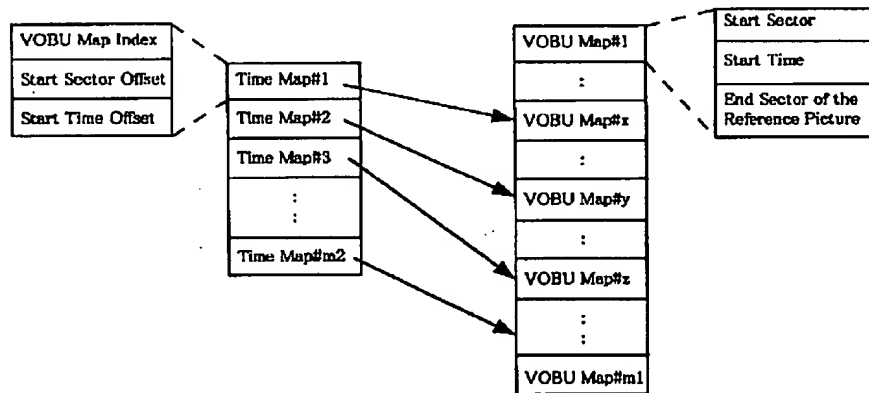 VOBU Map Index
Start Sector Offset
Start Time Offset
Time Map#1
Time Map#2
Time Map#3
:
:
Time Map#m2
VOBU Map#1
:
VOBU Map#x
:
VOBU Map#y
:
VOBU Map#z
:
:
VOBU Map#m1
Start Sector
Start Time
End Sector of the
Reference Picture